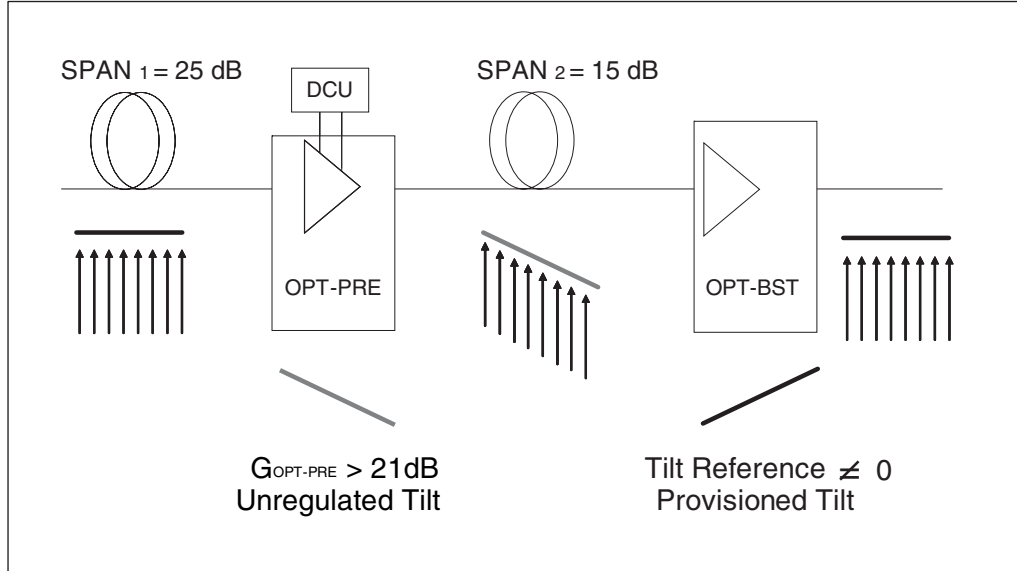 SPAN 1 = 25 dB
SPAN 2 = 15 dB
DCU
OPT-PRE
OPT-BST
GOPT-PRE > 21dB
Unregulated Tilt
Tilt Reference ≠ 0
Provisioned Tilt